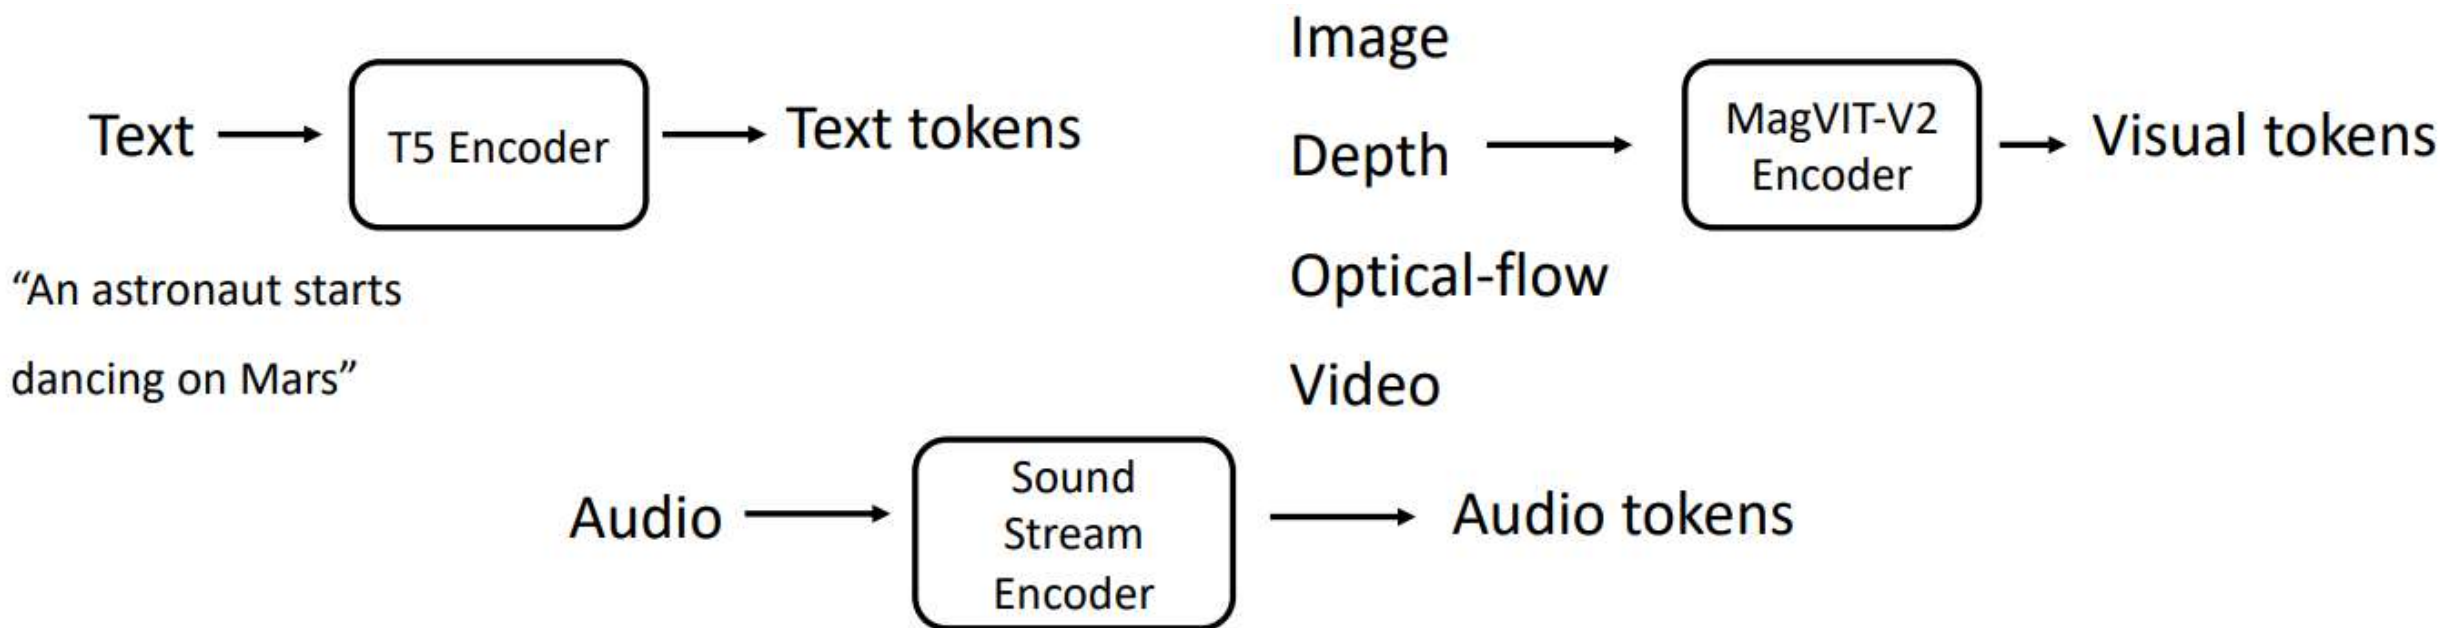 Text
T5 Encoder
Text tokens
“An astronaut starts
dancing on Mars”
Image
Depth
Optical-flow
Video
MagVIT-V2
Encoder
Visual tokens
Audio
Sound
Stream
Encoder
Audio tokens